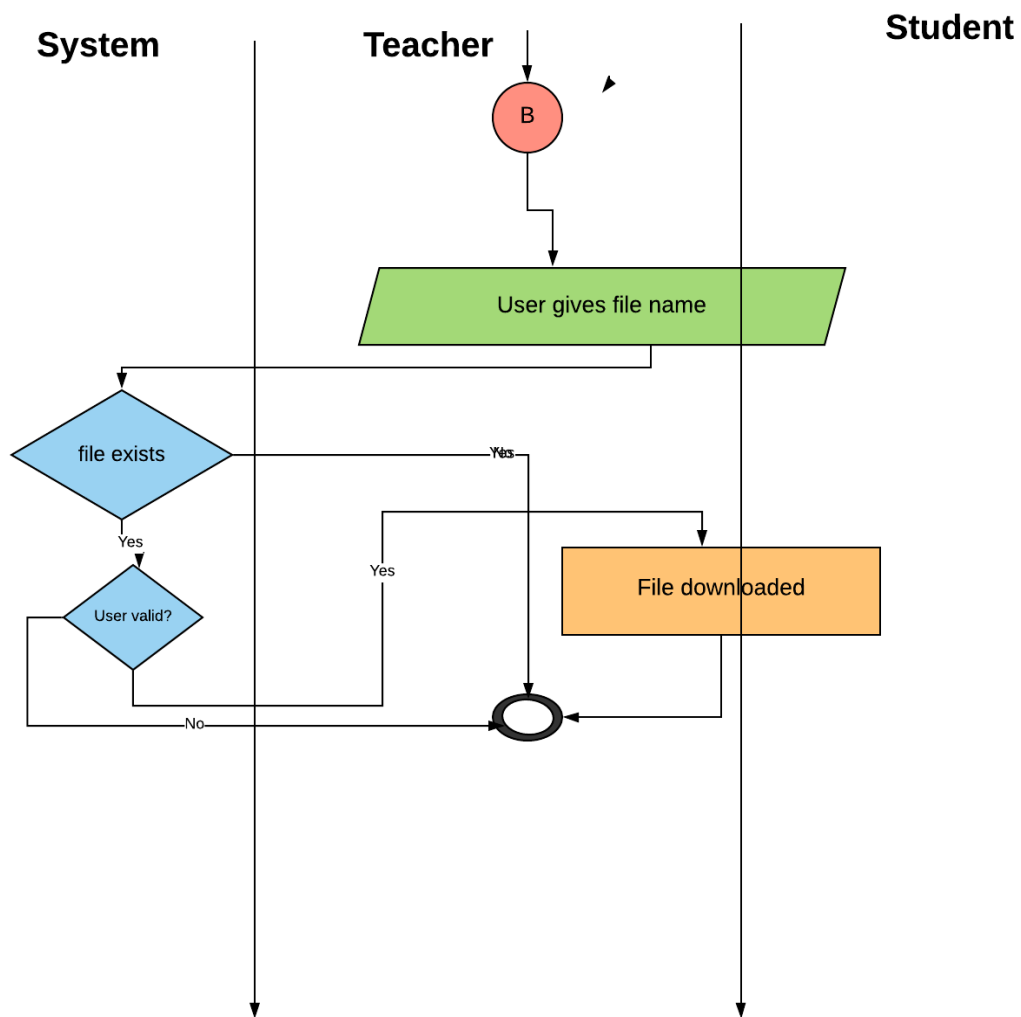 System
Teacher
Student
B
User gives file name
file exists
Yes
User valid?
Yes
File downloaded
No